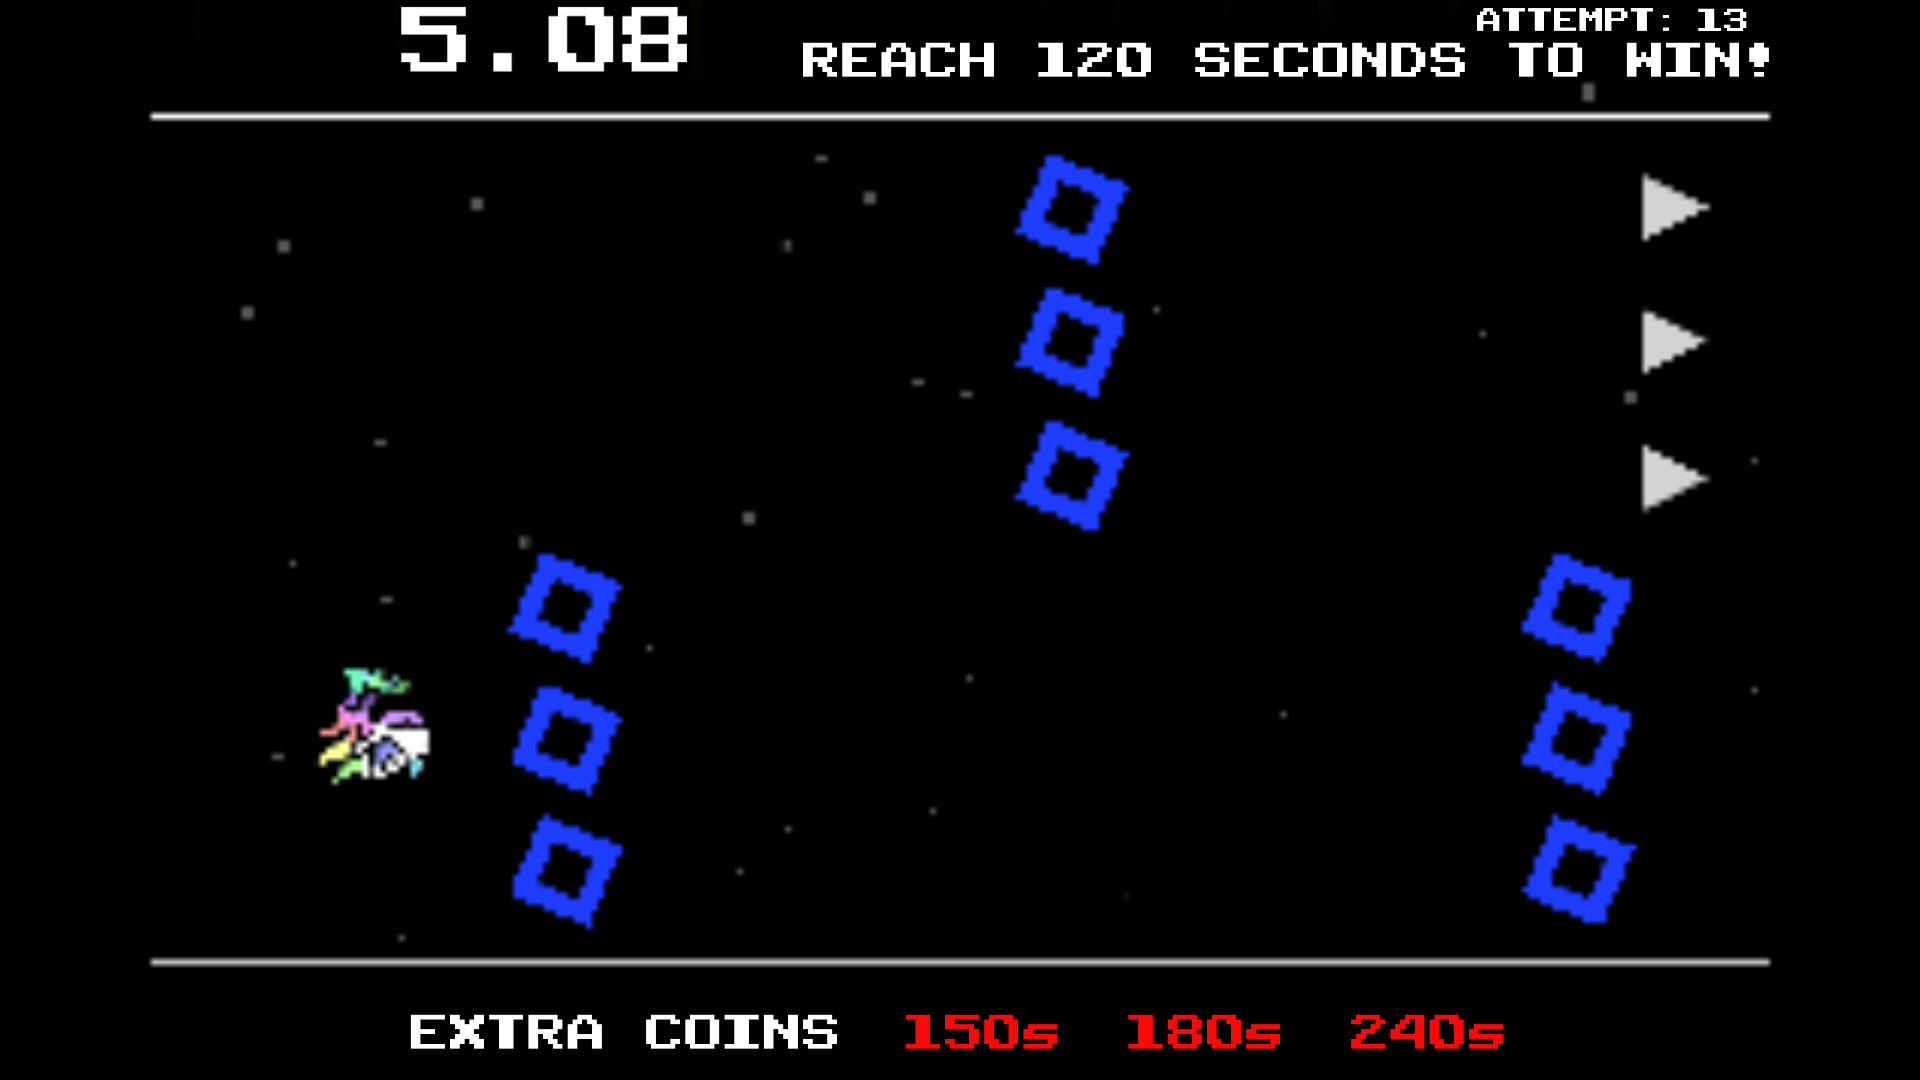 5.08
ATTEMPT: 13
REACH 120 SECONDS TO WIN!
EXTRA COINS 150s 180s 240s